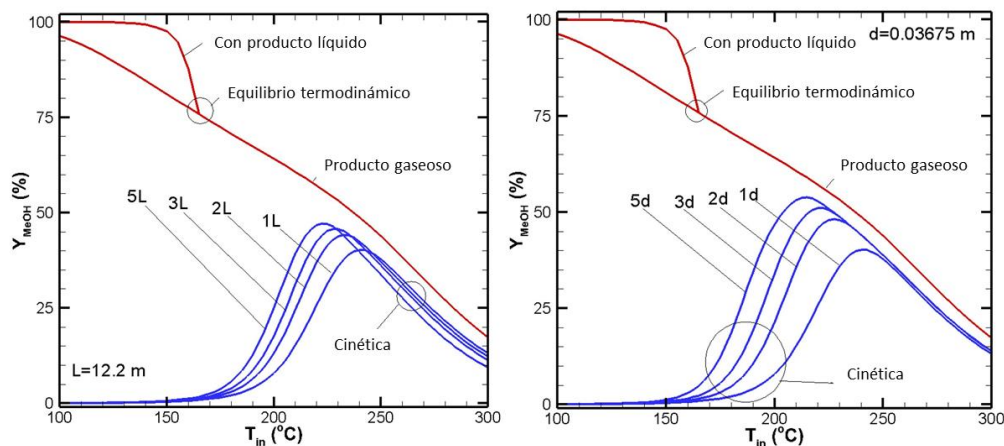 100
75
50
25
0
Y_MeOH (%)
Con producto líquido
Equilibrio termodinámico
Producto gaseoso
5L
3L
2L
1L
Cinética
L=12.2 m
100
150
200
250
300
T_in (°C)
100
75
50
25
0
Y_MeOH (%)
d=0.03675 m
Con producto líquido
Equilibrio termodinámico
Producto gaseoso
5d
3d
2d
1d
Cinética
100
150
200
250
300
T_in (°C)